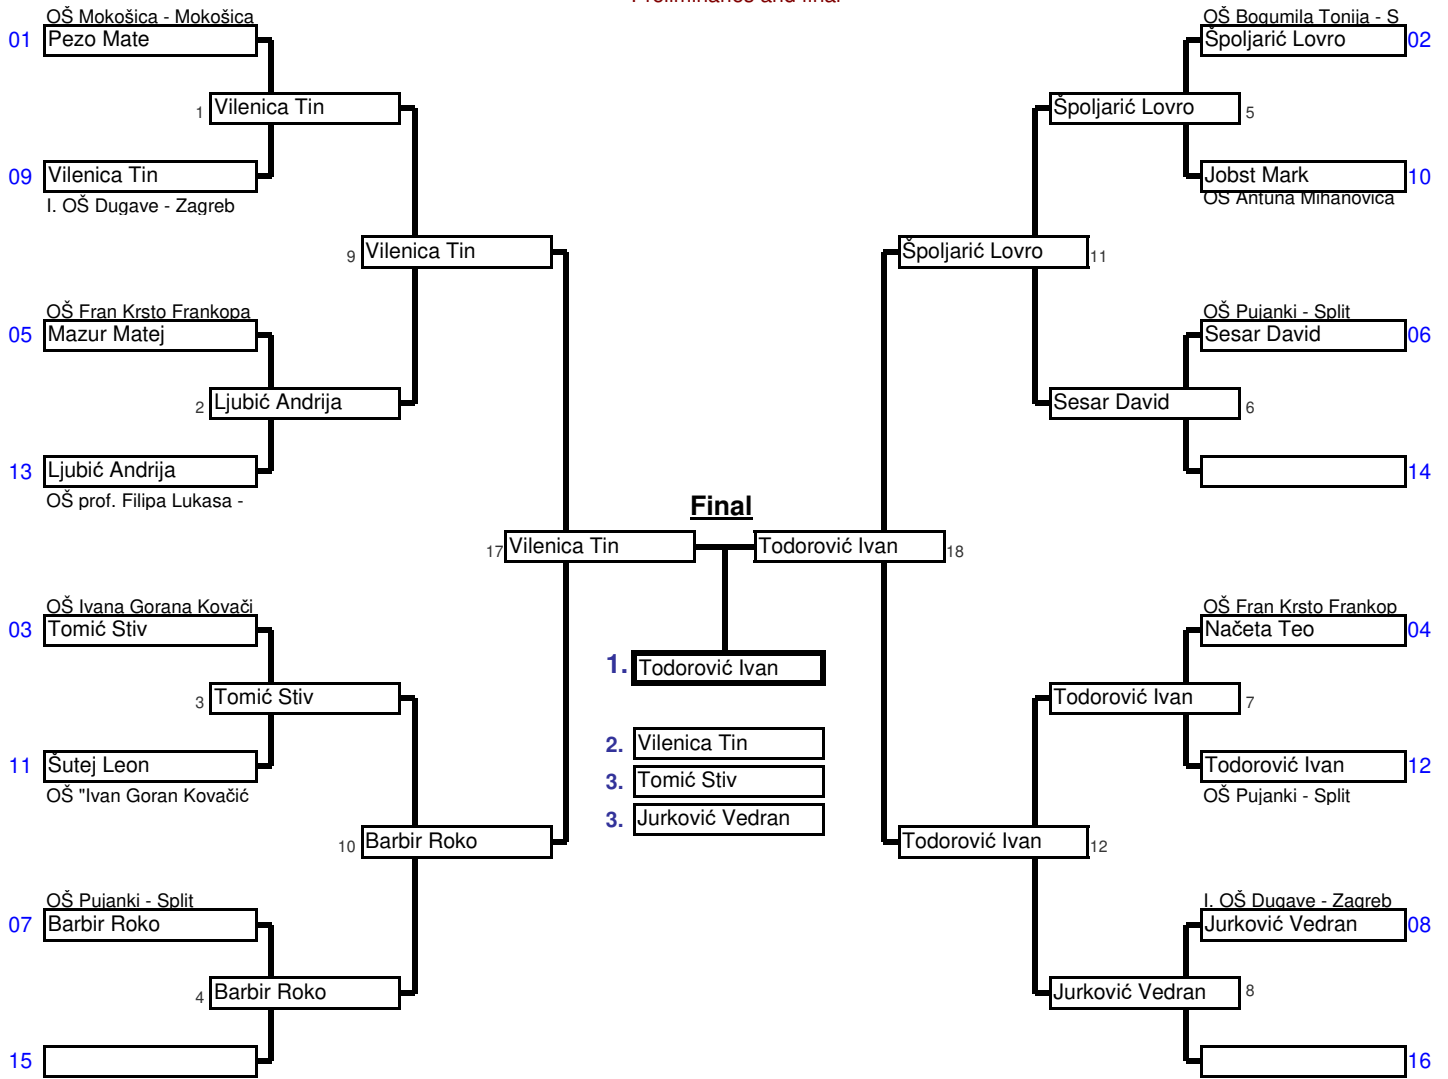 Preliminaries and final
OŠ Mokošica - Mokošica
01 Pezo Mate
1 Vilenica Tin
09 Vilenica Tin
I. OŠ Dugave - Zagreb
9 Vilenica Tin
OŠ Fran Krsto Frankopa
05 Mazur Matej
2 Ljubić Andrija
13 Ljubić Andrija
OŠ prof. Filipa Lukasa -
17 Vilenica Tin
OŠ Ivana Gorana Kovači
03 Tomić Stiv
3 Tomić Stiv
11 Šutej Leon
OŠ "Ivan Goran Kovačić
10 Barbir Roko
OŠ Pujanki - Split
07 Barbir Roko
4 Barbir Roko
15
Final
1. Todorović Ivan
2. Vilenica Tin
3. Tomić Stiv
3. Jurković Vedran
OŠ Bogumila Tonija - S
Špoljarić Lovro 02
Špoljarić Lovro 5
Jobst Mark 10
OŠ Antuna Mihanovića
Špoljarić Lovro 11
OŠ Pujanki - Split
Sesar David 06
Sesar David 6
14
Todorović Ivan 18
OŠ Fran Krsto Frankop
Načeta Teo 04
Todorović Ivan 7
Todorović Ivan 12
OŠ Pujanki - Split
Todorović Ivan 12
I. OŠ Dugave - Zagreb
Jurković Vedran 08
Jurković Vedran 8
16